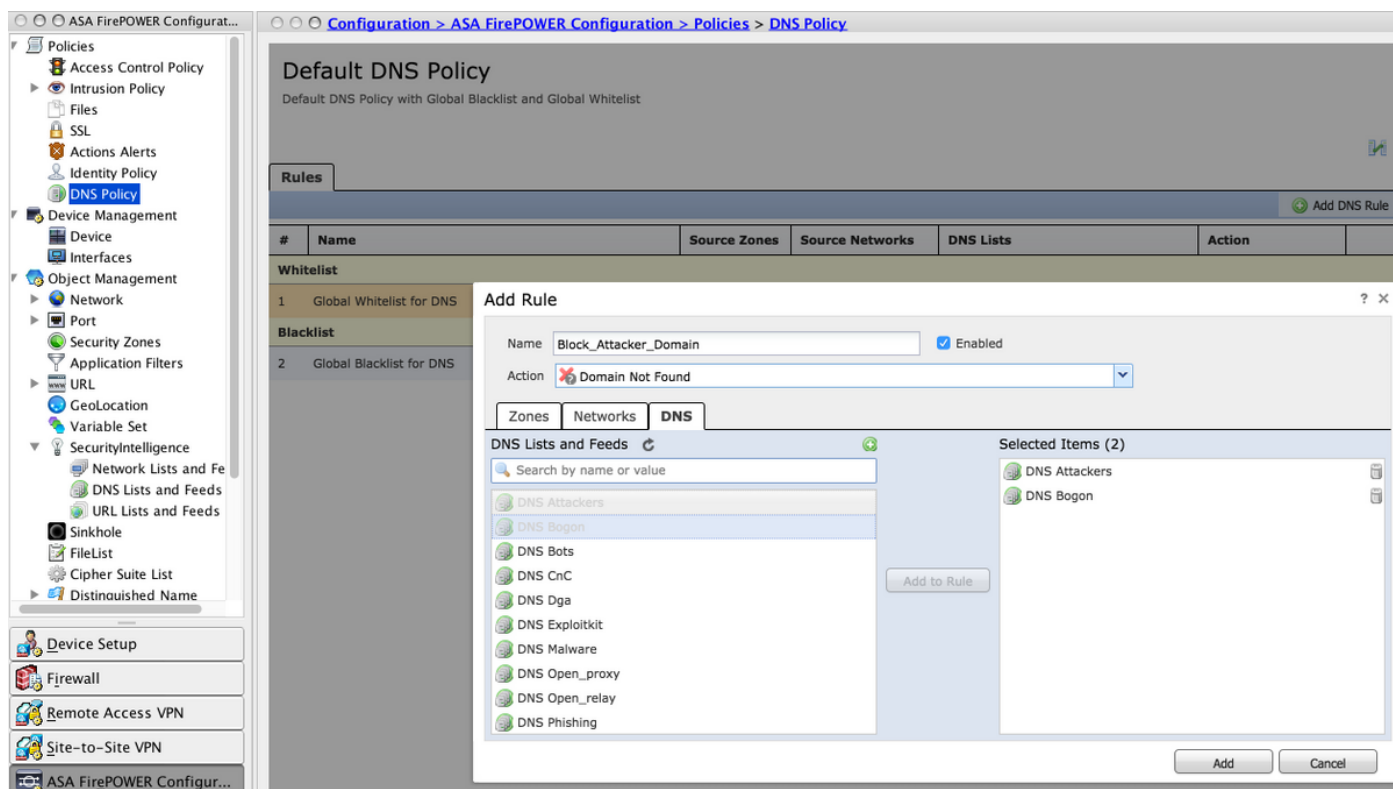 ASA FirePOWER Configurat...
Policies
Access Control Policy
Intrusion Policy
Files
SSL
Actions Alerts
Identity Policy
DNS Policy
Device Management
Device
Interfaces
Object Management
Network
Port
Security Zones
Application Filters
www URL
GeoLocation
Variable Set
SecurityIntelligence
Network Lists and Fe
DNS Lists and Feeds
URL Lists and Feeds
Sinkhole
FileList
Cipher Suite List
Distinguished Name
Device Setup
Firewall
Remote Access VPN
Site-to-Site VPN
ASA FirePOWER Configur...
Configuration > ASA FirePOWER Configuration > Policies > DNS Policy
Default DNS Policy
Default DNS Policy with Global Blacklist and Global Whitelist
Rules
Add DNS Rule
# Name Source Zones Source Networks DNS Lists Action
Whitelist
1 Global Whitelist for DNS
Blacklist
2 Global Blacklist for DNS
Add Rule ? ×
Name Block_Attacker_Domain Enabled
Action Domain Not Found
Zones Networks DNS
DNS Lists and Feeds
Search by name or value
DNS Attackers
DNS Bogon
DNS Bots
DNS CnC
DNS Dga
DNS Exploitkit
DNS Malware
DNS Open_proxy
DNS Open_relay
DNS Phishing
Add to Rule
Selected Items (2)
DNS Attackers
DNS Bogon
Add Cancel